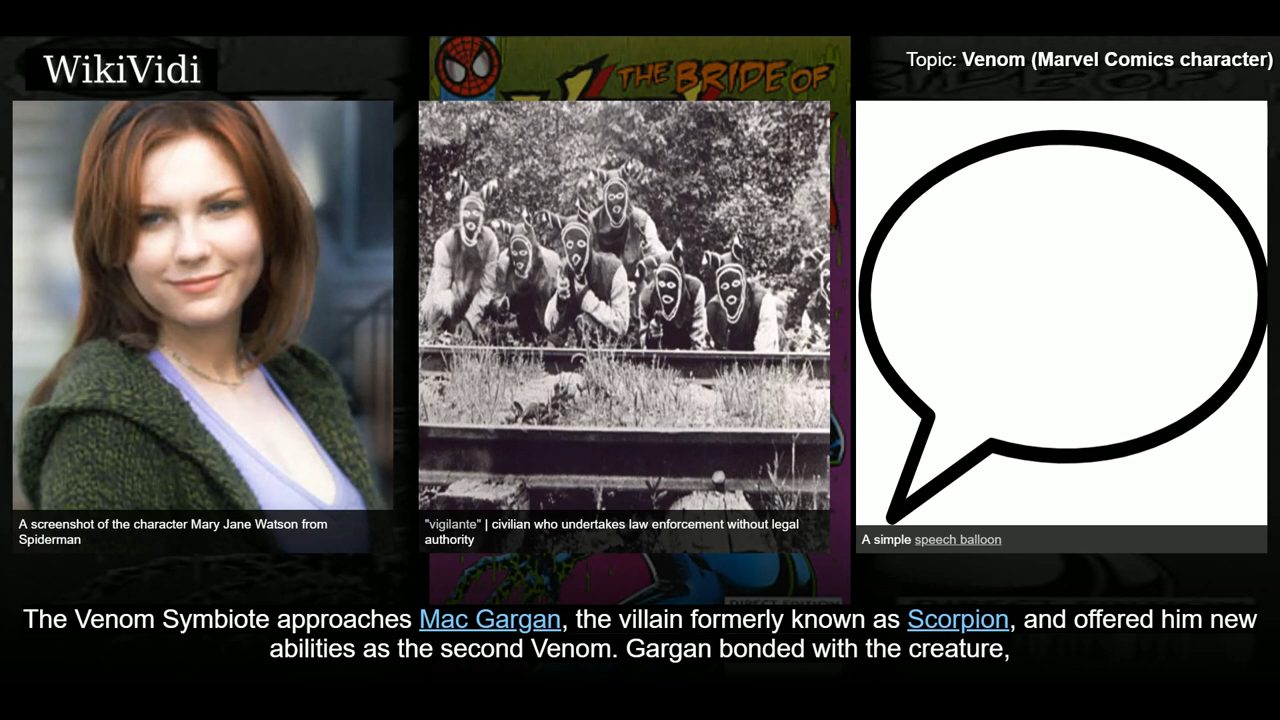 WikiVidi
Topic: Venom (Marvel Comics character)
THE BRIDE OF
A screenshot of the character Mary Jane Watson from
Spiderman
"vigilante" | civilian who undertakes law enforcement without legal
authority
A simple speech balloon
DIRECT EDITION
The Venom Symbiote approaches Mac Gargan, the villain formerly known as Scorpion, and offered him new
abilities as the second Venom. Gargan bonded with the creature,